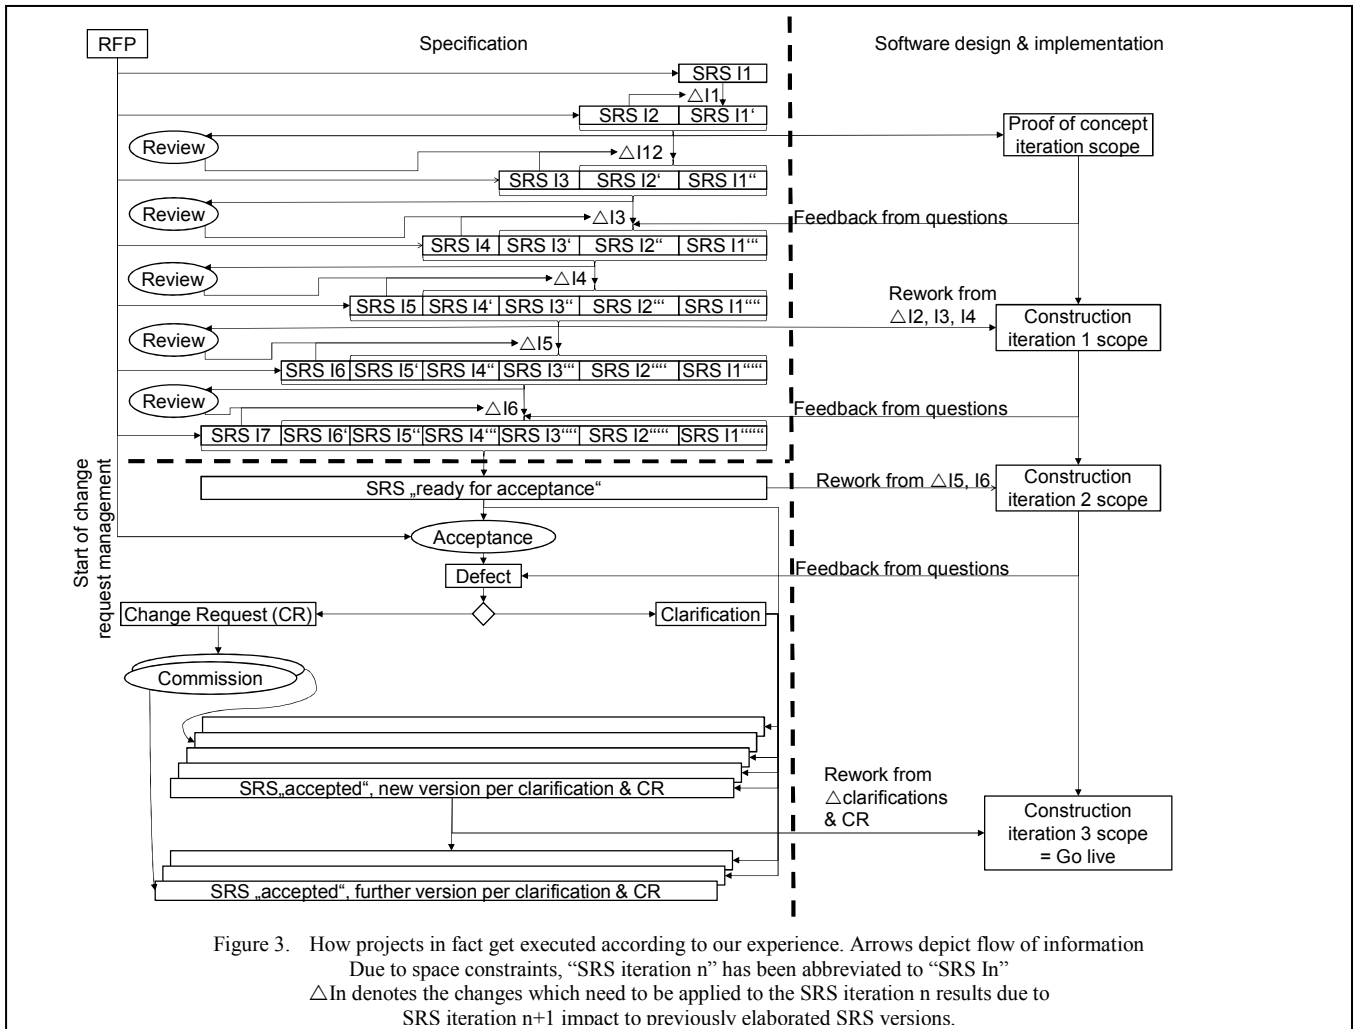 RFP
Specification
Software design & implementation
SRS I1
△I1
SRS I2 SRS I1‘
Proof of concept
iteration scope
Review
△I12
SRS I3 SRS I2‘ SRS I1“
Review
△I3
Feedback from questions
SRS I4 SRS I3‘ SRS I2“ SRS I1“‘
Review
△I4
Rework from
△I2, I3, I4
SRS I5 SRS I4‘ SRS I3“ SRS I2“‘ SRS I1““
Construction
iteration 1 scope
Review
△I5
SRS I6 SRS I5‘ SRS I4“ SRS I3“‘ SRS I2““ SRS I1““‘
Review
△I6
Feedback from questions
SRS I7 SRS I6‘ SRS I5“ SRS I4“‘ SRS I3““ SRS I2““‘ SRS I1“““
Start of change
request management
SRS „ready for acceptance“
Rework from △I5, I6
Construction
iteration 2 scope
Acceptance
Defect
Feedback from questions
Change Request (CR)
Clarification
Commission
SRS„accepted“, new version per clarification & CR
Rework from
△clarifications
& CR
Construction
iteration 3 scope
= Go live
SRS „accepted“, further version per clarification & CR
Figure 3. How projects in fact get executed according to our experience. Arrows depict flow of information
Due to space constraints, “SRS iteration n” has been abbreviated to “SRS In”
△In denotes the changes which need to be applied to the SRS iteration n results due to
SRS iteration n+1 impact to previously elaborated SRS versions.